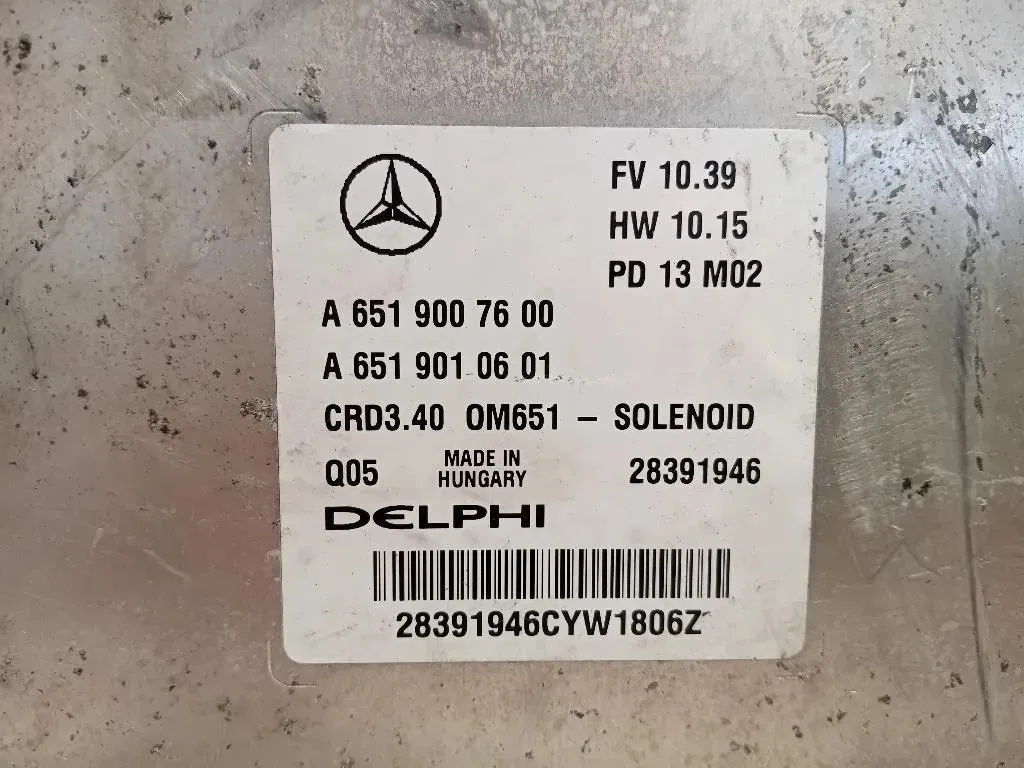 FV 10.39
HW 10.15
PD 13 M02
A 651 900 76 00
A 651 901 06 01
CRD3.40 OM651 – SOLENOID
Q05 MADE IN HUNGARY 28391946
DELPHI
28391946CYW1806Z